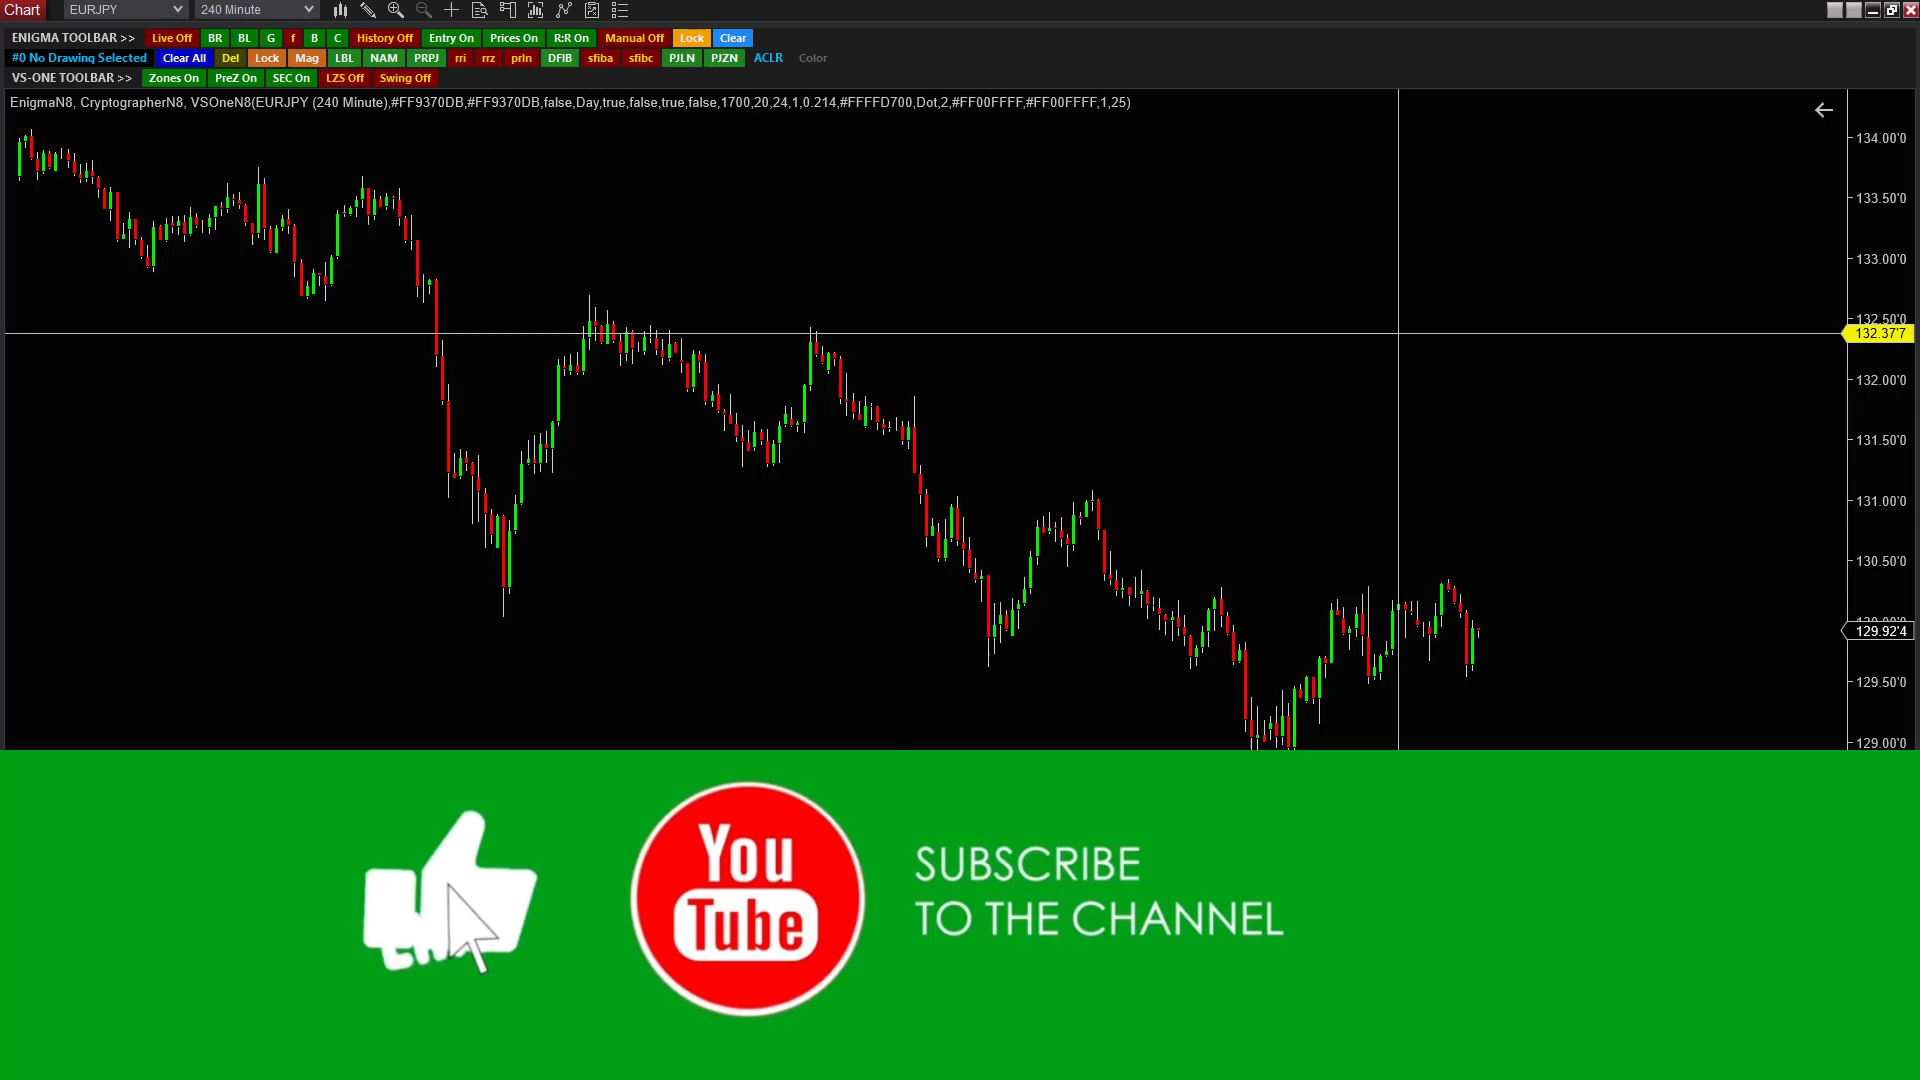 Chart EURJPY 240 Minute
ENIGMA TOOLBAR >> Live Off BR BL G f B C History Off Entry On Prices On R:R On Manual Off Lock Clear
#0 No Drawing Selected Clear All Del Lock Mag LBL NAM PRPJ rri rrz prln DFIB sfiba sfibc PJLN PJZN ACLR Color
VS-ONE TOOLBAR >> Zones On PreZ On SEC On LZS Off Swing Off
EnigmaN8, CryptographerN8, VSOneN8(EURJPY (240 Minute),#FF9370DB,#FF9370DB,false,Day,true,false,true,false,1700,20,24,1,0.214,#FFFFD700,Dot,2,#FF00FFFF,#FF00FFFF,1,25)
134.00'0
133.50'0
133.00'0
132.50'0
132.37'7
132.00'0
131.50'0
131.00'0
130.50'0
129.92'4
129.50'0
129.00'0
You
Tube
SUBSCRIBE
TO THE CHANNEL